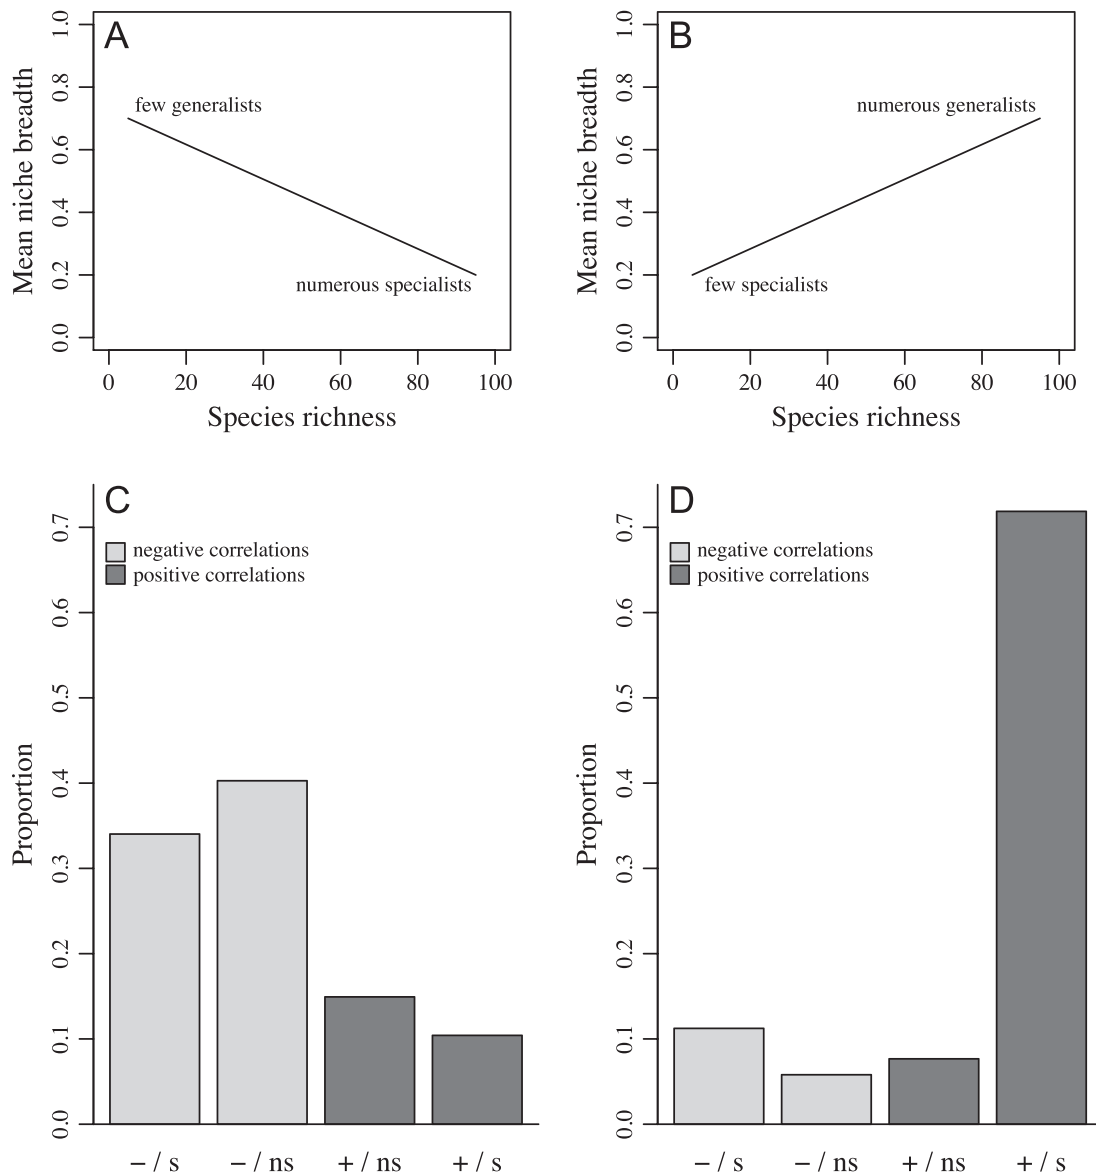 A
few generalists
numerous specialists
Mean niche breadth
0.0 0.2 0.4 0.6 0.8 1.0
0 20 40 60 80 100
Species richness
B
numerous generalists
few specialists
Mean niche breadth
0.0 0.2 0.4 0.6 0.8 1.0
0 20 40 60 80 100
Species richness
C
negative correlations
positive correlations
Proportion
0.0 0.1 0.2 0.3 0.4 0.5 0.6 0.7
− / s − / ns + / ns + / s
D
negative correlations
positive correlations
Proportion
0.0 0.1 0.2 0.3 0.4 0.5 0.6 0.7
− / s − / ns + / ns + / s